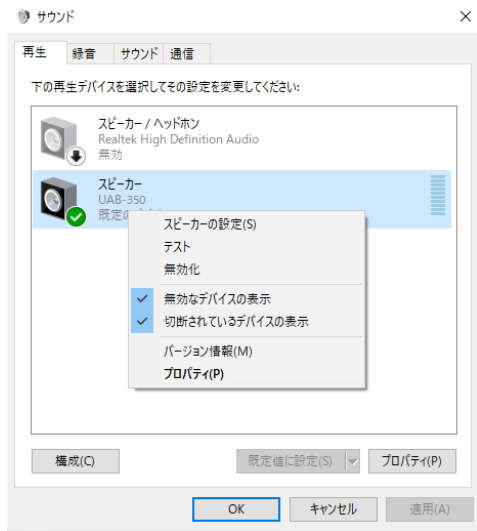 サウンド
再生 録音 サウンド 通信
下の再生デバイスを選択してその設定を変更してください:
スピーカー / ヘッドホン
Realtek High Definition Audio
無効
スピーカー
UAB-350
既定の
スピーカーの設定(S)
テスト
無効化
無効なデバイスの表示
切断されているデバイスの表示
バージョン情報(M)
プロパティ(P)
構成(C) 既定値に設定(S) プロパティ(P)
OK キャンセル 適用(A)